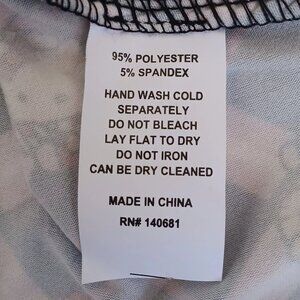 95% POLYESTER
5% SPANDEX
HAND WASH COLD
SEPARATELY
DO NOT BLEACH
LAY FLAT TO DRY
DO NOT IRON
CAN BE DRY CLEANED
MADE IN CHINA
RN# 140681